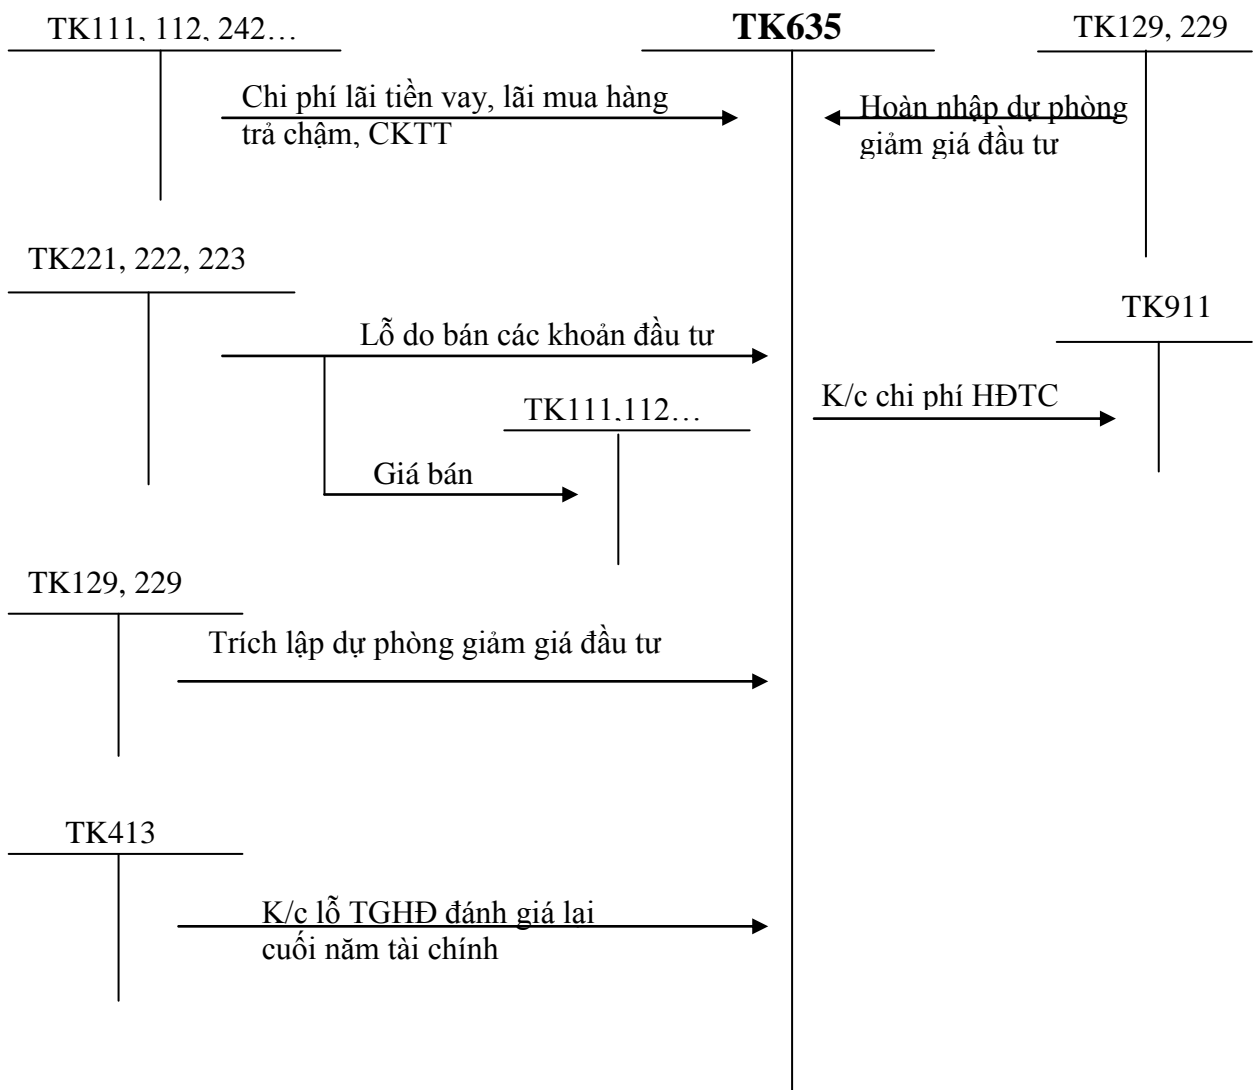 TK111, 112, 242…
TK635
TK129, 229
Chi phí lãi tiền vay, lãi mua hàng
trả chậm, CKTT
Hoàn nhập dự phòng
giảm giá đầu tư
TK221, 222, 223
TK911
Lỗ do bán các khoản đầu tư
K/c chi phí HĐTC
TK111,112…
Giá bán
TK129, 229
Trích lập dự phòng giảm giá đầu tư
TK413
K/c lỗ TGHĐ đánh giá lại
cuối năm tài chính